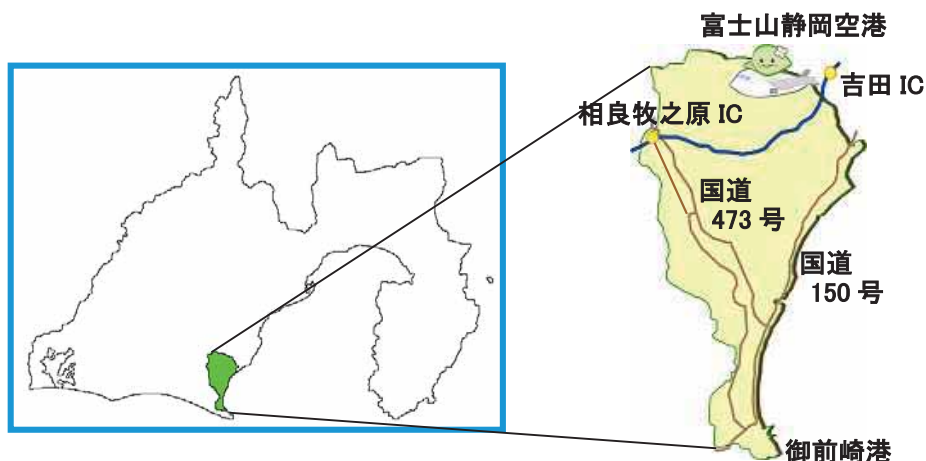 富士山静岡空港
吉田 IC
相良牧之原 IC
国道
473 号
国道
150 号
御前崎港